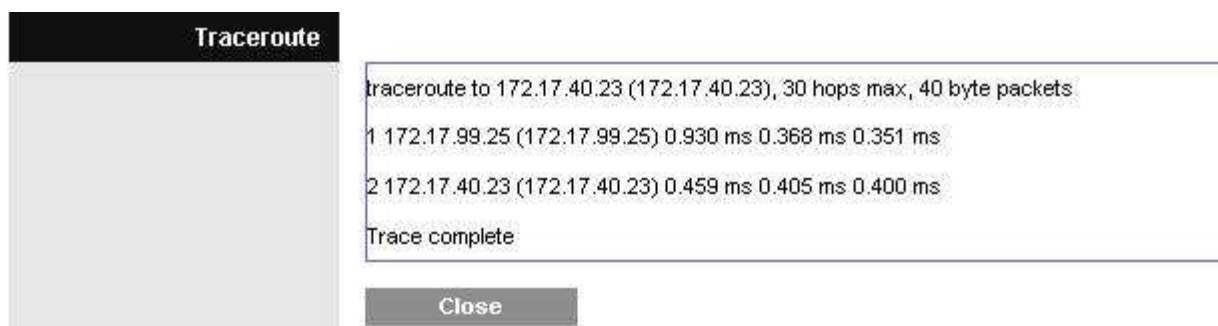 Traceroute
traceroute to 172.17.40.23 (172.17.40.23), 30 hops max, 40 byte packets
1 172.17.99.25 (172.17.99.25) 0.930 ms 0.368 ms 0.351 ms
2 172.17.40.23 (172.17.40.23) 0.459 ms 0.405 ms 0.400 ms
Trace complete
Close